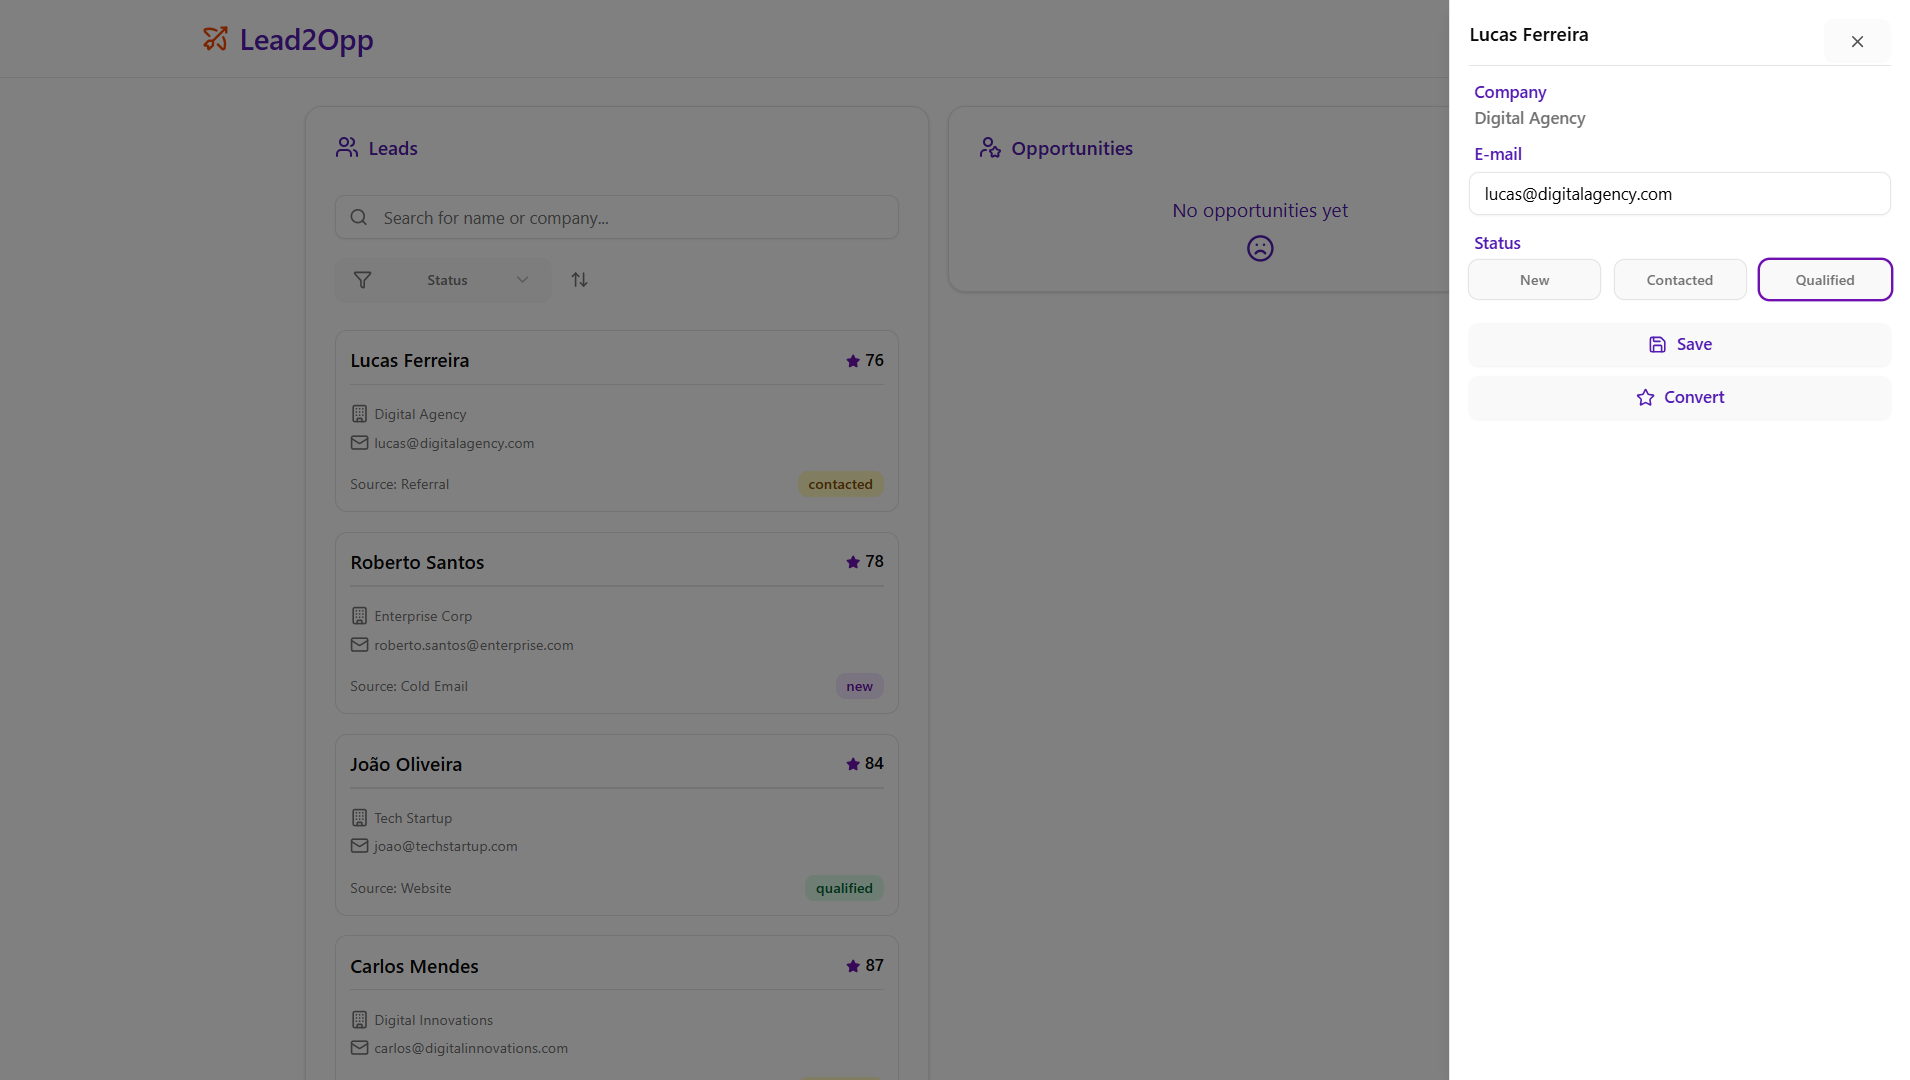 Lead2Opp
Leads
Search for name or company...
Status
Lucas Ferreira
76
Digital Agency
lucas@digitalagency.com
Source: Referral
contacted
Roberto Santos
78
Enterprise Corp
roberto.santos@enterprise.com
Source: Cold Email
new
João Oliveira
84
Tech Startup
joao@techstartup.com
Source: Website
qualified
Carlos Mendes
87
Digital Innovations
carlos@digitalinnovations.com
Opportunities
No opportunities yet
Lucas Ferreira
Company
Digital Agency
E-mail
lucas@digitalagency.com
Status
New
Contacted
Qualified
Save
Convert